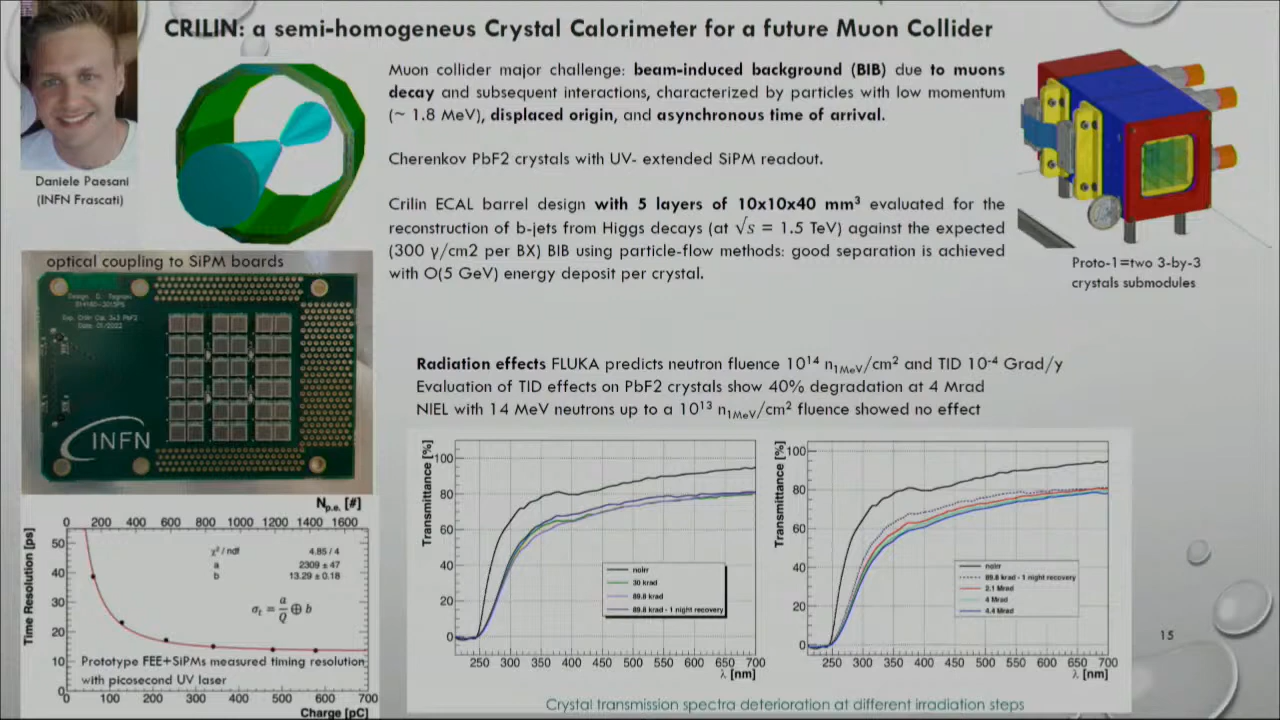 CRILIN: a semi-homogeneus Crystal Calorimeter for a future Muon Collider
Daniele Paesani
(INFN Frascati)
Muon collider major challenge: beam-induced background (BIB) due to muons
decay and subsequent interactions, characterized by particles with low momentum
(~ 1.8 MeV), displaced origin, and asynchronous time of arrival.
Cherenkov PbF2 crystals with UV- extended SiPM readout.
Crilin ECAL barrel design with 5 layers of 10x10x40 mm³ evaluated for the
reconstruction of b-jets from Higgs decays (at √s = 1.5 TeV) against the expected
(300 γ/cm2 per BX) BIB using particle-flow methods: good separation is achieved
with O(5 GeV) energy deposit per crystal.
Proto-1=two 3-by-3
crystals submodules
optical coupling to SiPM boards
Design D. Tagnani
S14160-3015PS
Exp. Crilin Cal. 3x3 PbF2
Date 01/2022
INFN
Radiation effects FLUKA predicts neutron fluence 10¹⁴ n₁MeV/cm² and TID 10⁻⁴ Grad/y
Evaluation of TID effects on PbF2 crystals show 40% degradation at 4 Mrad
NIEL with 14 MeV neutrons up to a 10¹³ n₁MeV/cm² fluence showed no effect
Np.e. [#]
0 200 400 600 800 1000 1200 1400 1600
Time Resolution [ps]
50
40
30
20
10
0
χ² / ndf 4.85 / 4
a 2309 ± 47
b 13.29 ± 0.18
σt = a/Q ⊕ b
Prototype FEE+SiPMs measured timing resolution
with picosecond UV laser
0 100 200 300 400 500 600 700
Charge [pC]
Transmittance [%]
100
80
60
40
20
0
noirr
30 krad
89.8 krad
89.8 krad - 1 night recovery
250 300 350 400 450 500 550 600 650 700
λ [nm]
Transmittance [%]
100
80
60
40
20
0
noirr
89.8 krad - 1 night recovery
2.1 Mrad
4 Mrad
4.4 Mrad
250 300 350 400 450 500 550 600 650 700
λ [nm]
Crystal transmission spectra deterioration at different irradiation steps
15